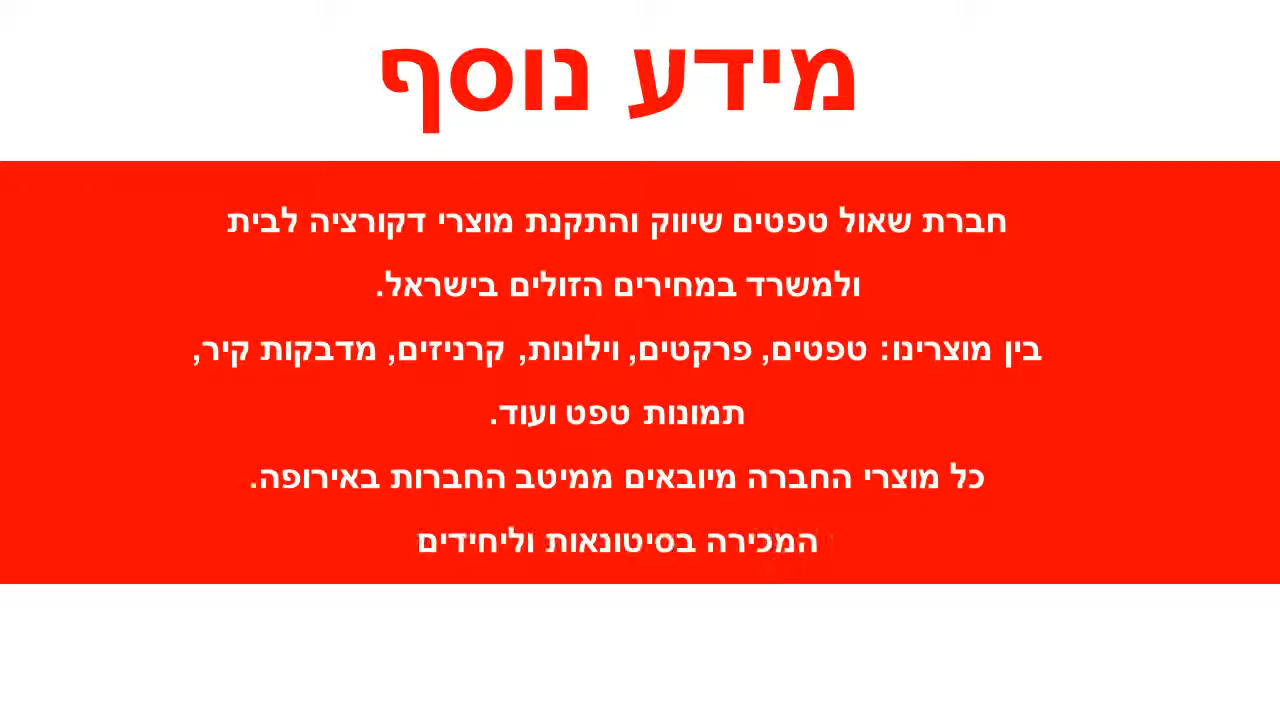 מידע נוסף
חברת שאול טפטים שיווק והתקנת מוצרי דקורציה לבית
ולמשרד במחירים הזולים בישראל.
בין מוצרינו: טפטים, פרקטים, וילונות, קרניזים, מדבקות קיר,
תמונות טפט ועוד.
כל מוצרי החברה מיובאים ממיטב החברות באירופה.
המכירה בסיטונאות וליחידים